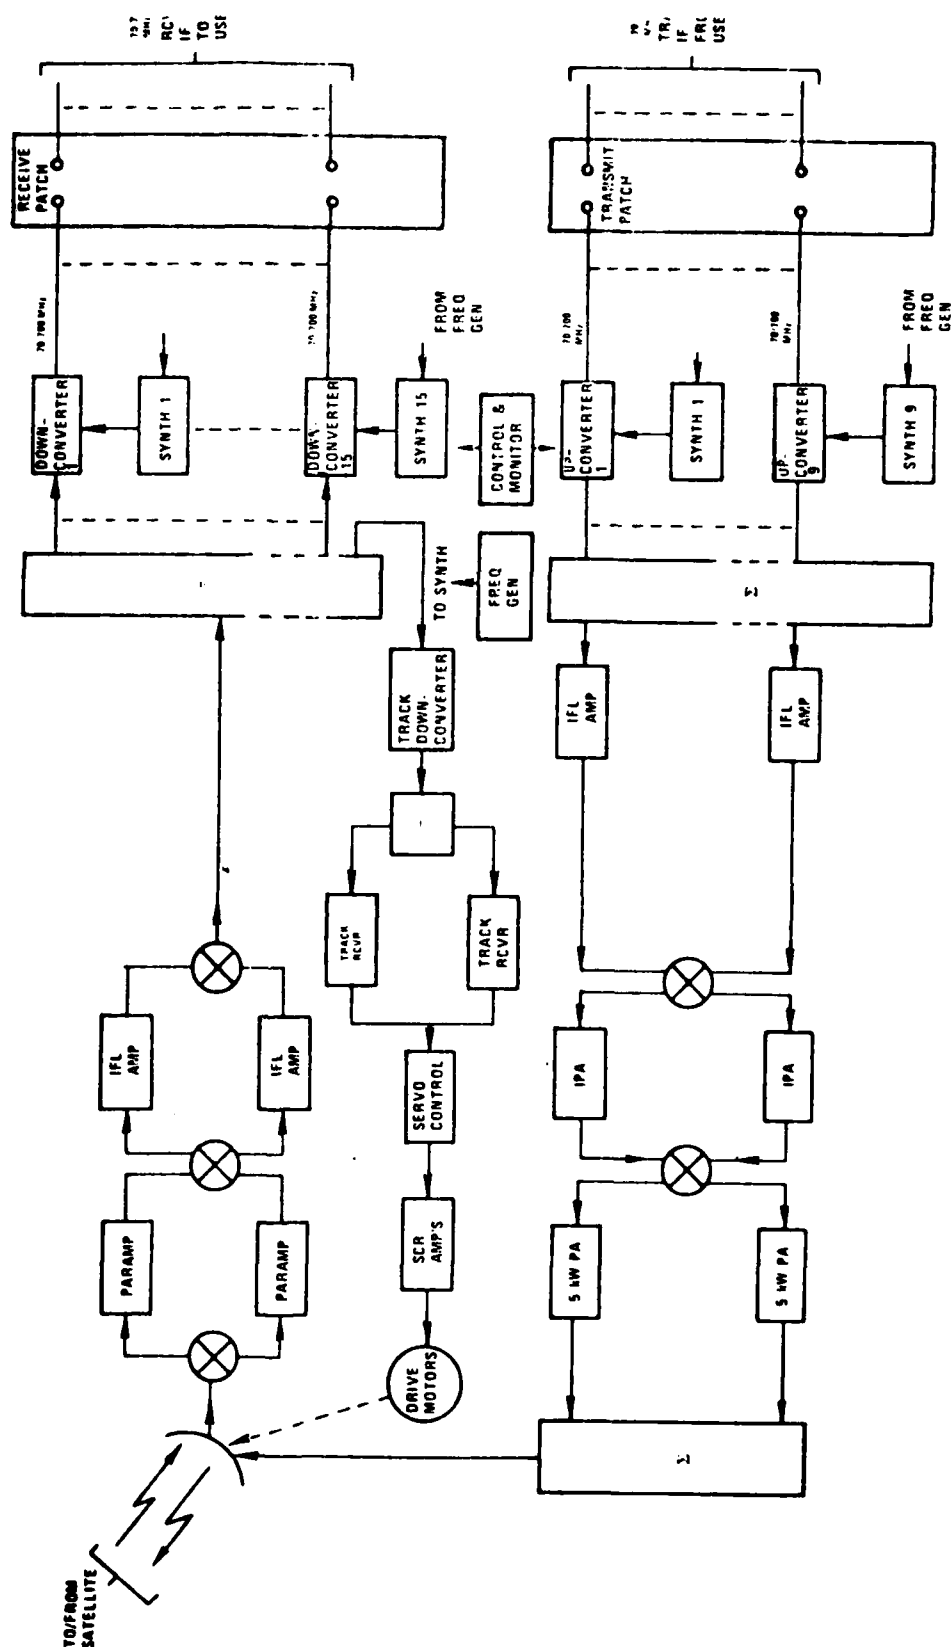 RCV
IF
TO
USE
IF
USE
RECEIVE
PATCH
TRANSMIT
PATCH
70/700 MHz
70/700 MHz
70/700
MHz
70/700
MHz
FROM
FREQ
GEN
FROM
FREQ
GEN
DOWN-
CONVERTER
1
SYNTH 1
DOWN-
CONVERTER
15
SYNTH 15
CONTROL &
MONITOR
UP-
CONVERTER
1
SYNTH 1
UP-
CONVERTER
9
SYNTH 9
TO SYNTH
FREQ
GEN
Σ
TRACK
DOWN-
CONVERTER
IFL
AMP
IFL
AMP
TRACK
RCVR
TRACK
RCVR
IFL
AMP
IFL
AMP
SERVO
CONTROL
IPA
IPA
PARAMP
PARAMP
SCR
AMP'S
5 kW PA
5 kW PA
DRIVE
MOTORS
Σ
TO/FROM
SATELLITE